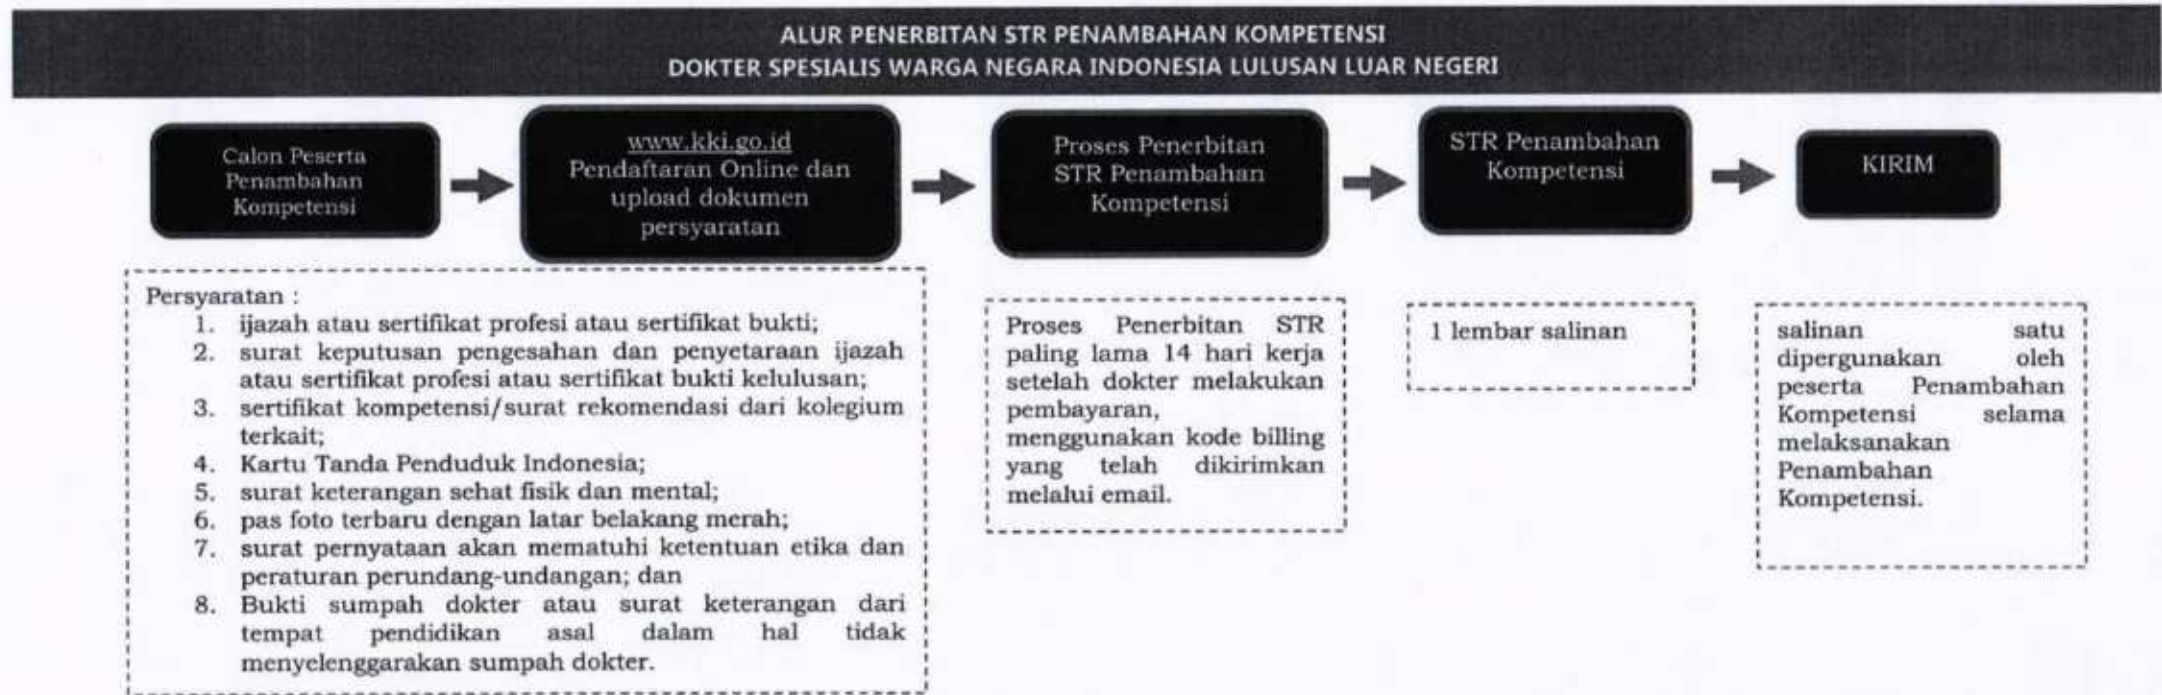 ALUR PENERBITAN STR PENAMBAHAN KOMPETENSI
DOKTER SPESIALIS WARGA NEGARA INDONESIA LULUSAN LUAR NEGERI
Calon Peserta
Penambahan
Kompetensi
www.kki.go.id
Pendaftaran Online dan
upload dokumen
persyaratan
Proses Penerbitan
STR Penambahan
Kompetensi
STR Penambahan
Kompetensi
KIRIM
Persyaratan :
1. ijazah atau sertifikat profesi atau sertifikat bukti;
2. surat keputusan pengesahan dan penyetaraan ijazah
atau sertifikat profesi atau sertifikat bukti kelulusan;
3. sertifikat kompetensi/surat rekomendasi dari kolegium
terkait;
4. Kartu Tanda Penduduk Indonesia;
5. surat keterangan sehat fisik dan mental;
6. pas foto terbaru dengan latar belakang merah;
7. surat pernyataan akan mematuhi ketentuan etika dan
peraturan perundang-undangan; dan
8. Bukti sumpah dokter atau surat keterangan dari
tempat pendidikan asal dalam hal tidak
menyelenggarakan sumpah dokter.
Proses Penerbitan STR
paling lama 14 hari kerja
setelah dokter melakukan
pembayaran,
menggunakan kode billing
yang telah dikirimkan
melalui email.
1 lembar salinan
salinan satu
dipergunakan oleh
peserta Penambahan
Kompetensi selama
melaksanakan
Penambahan
Kompetensi.